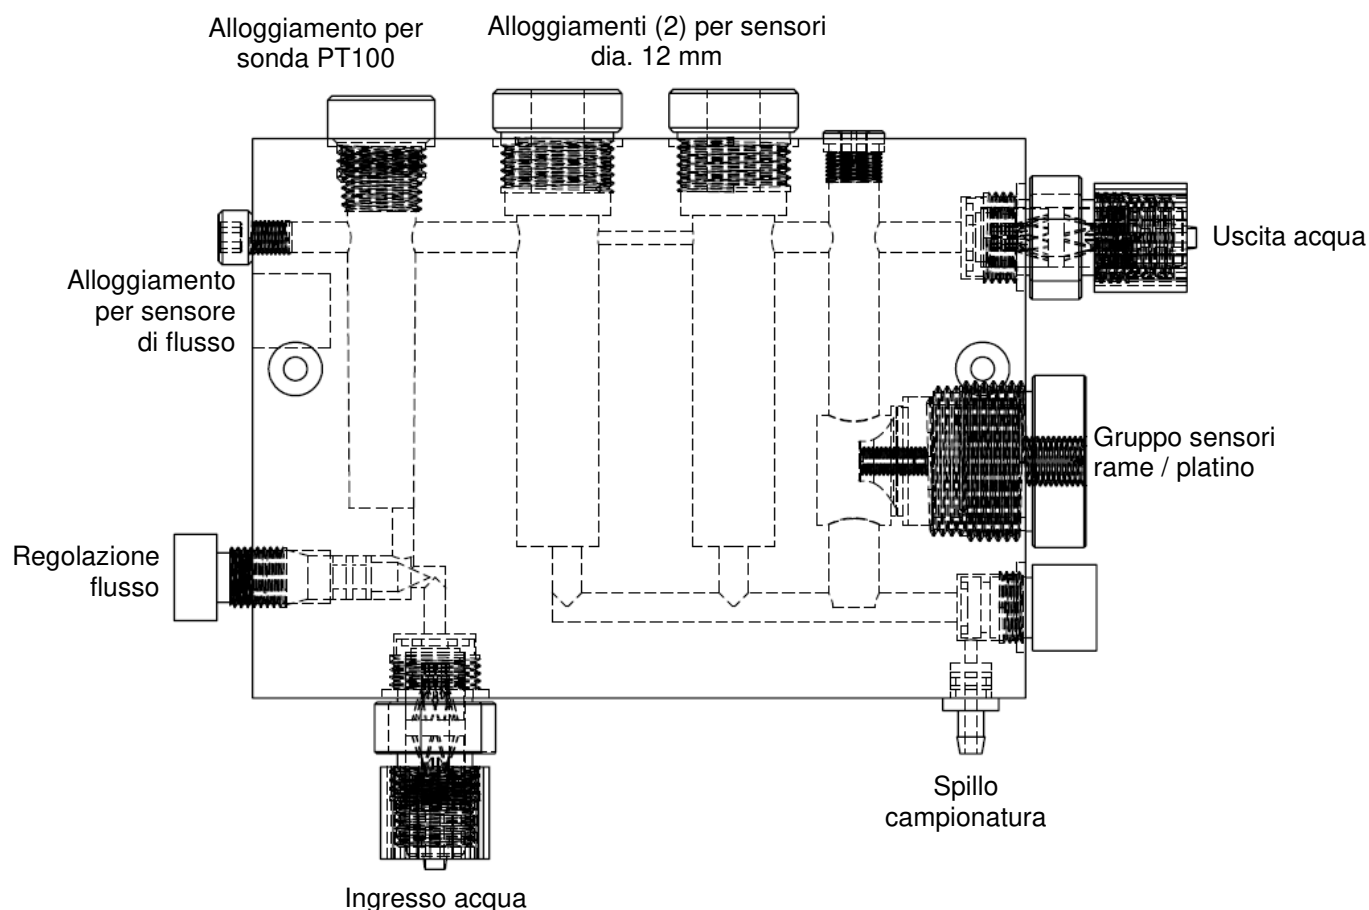 Alloggiamento per
sonda PT100
Alloggiamenti (2) per sensori
dia. 12 mm
Uscita acqua
Alloggiamento
per sensore
di flusso
Gruppo sensori
rame / platino
Regolazione
flusso
Spillo
campionatura
Ingresso acqua